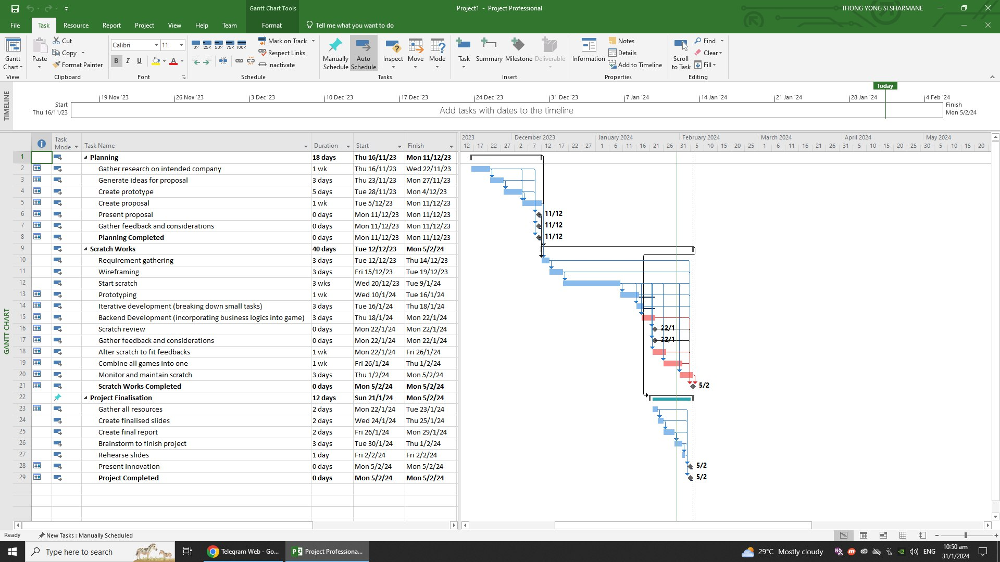 Gantt Chart Tools
Project1 - Project Professional
THONG YONG SI SHARMANE
File Task Resource Report Project View Help Team Format Tell me what you want to do
Gantt Chart
View
Paste
Cut
Copy
Format Painter
Clipboard
Calibri 11
B I U A
Font
0% 25% 50% 75% 100%
Mark on Track
Respect Links
Inactivate
Schedule
Manually Schedule
Auto Schedule
Inspect
Move
Mode
Tasks
Task
Summary
Milestone
Deliverable
Insert
Information
Notes
Details
Add to Timeline
Properties
Scroll to Task
Find
Clear
Fill
Editing
TIMELINE
Today
19 Nov '23 26 Nov '23 3 Dec '23 10 Dec '23 17 Dec '23 24 Dec '23 31 Dec '23 7 Jan '24 14 Jan '24 21 Jan '24 28 Jan '24 4 Feb '24
Start
Thu 16/11/23
Add tasks with dates to the timeline
Finish
Mon 5/2/24
GANTT CHART
Task Mode Task Name Duration Start Finish
2023 December 2023 January 2024 February 2024 March 2024 April 2024 May 2024
12 17 22 27 2 7 12 17 22 27 1 6 11 16 21 26 31 5 10 15 20 25 1 6 11 16 21 26 31 5 10 15 20 25 30 5 10 15 20
1 Planning 18 days Thu 16/11/23 Mon 11/12/23
2 Gather research on intended company 1 wk Thu 16/11/23 Wed 22/11/23
3 Generate ideas for proposal 3 days Thu 23/11/23 Mon 27/11/23
4 Create prototype 5 days Tue 28/11/23 Mon 4/12/23
5 Create proposal 1 wk Tue 5/12/23 Mon 11/12/23
6 Present proposal 0 days Mon 11/12/23 Mon 11/12/23 11/12
7 Gather feedback and considerations 0 days Mon 11/12/23 Mon 11/12/23 11/12
8 Planning Completed 0 days Mon 11/12/23 Mon 11/12/23 11/12
9 Scratch Works 40 days Tue 12/12/23 Mon 5/2/24
10 Requirement gathering 3 days Tue 12/12/23 Thu 14/12/23
11 Wireframing 3 days Fri 15/12/23 Tue 19/12/23
12 Start scratch 3 wks Wed 20/12/23 Tue 9/1/24
13 Prototyping 1 wk Wed 10/1/24 Tue 16/1/24
14 Iterative development (breaking down small tasks) 3 days Tue 16/1/24 Thu 18/1/24
15 Backend Development (incorporating business logics into game) 3 days Thu 18/1/24 Mon 22/1/24
16 Scratch review 0 days Mon 22/1/24 Mon 22/1/24 22/1
17 Gather feedback and considerations 0 days Mon 22/1/24 Mon 22/1/24 22/1
18 Alter scratch to fit feedbacks 1 wk Mon 22/1/24 Fri 26/1/24
19 Combine all games into one 1 wk Fri 26/1/24 Thu 1/2/24
20 Monitor and maintain scratch 3 days Thu 1/2/24 Mon 5/2/24
21 Scratch Works Completed 0 days Mon 5/2/24 Mon 5/2/24 5/2
22 Project Finalisation 12 days Sun 21/1/24 Mon 5/2/24
23 Gather all resources 2 days Mon 22/1/24 Tue 23/1/24
24 Create finalised slides 2 days Wed 24/1/24 Thu 25/1/24
25 Create final report 2 days Fri 26/1/24 Mon 29/1/24
26 Brainstorm to finish project 3 days Tue 30/1/24 Thu 1/2/24
27 Rehearse slides 1 day Fri 2/2/24 Fri 2/2/24
28 Present innovation 0 days Mon 5/2/24 Mon 5/2/24 5/2
29 Project Completed 0 days Mon 5/2/24 Mon 5/2/24 5/2
Ready New Tasks : Manually Scheduled
Type here to search
Telegram Web - Go...
Project Professiona...
29°C Mostly cloudy
ENG
10:50 am
31/1/2024